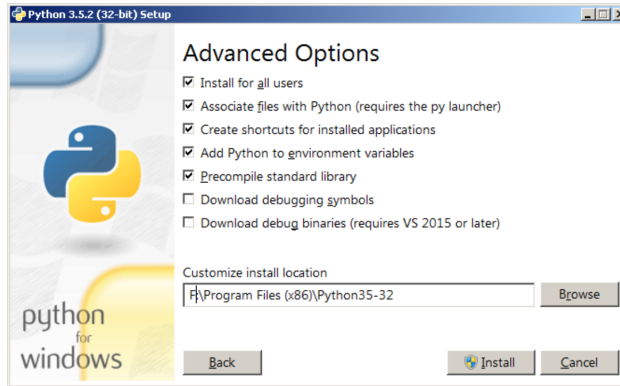 Python 3.5.2 (32-bit) Setup
Advanced Options
Install for all users
Associate files with Python (requires the py launcher)
Create shortcuts for installed applications
Add Python to environment variables
Precompile standard library
Download debugging symbols
Download debug binaries (requires VS 2015 or later)
Customize install location
F:\Program Files (x86)\Python35-32
Browse
python
for
windows
Back
Install
Cancel